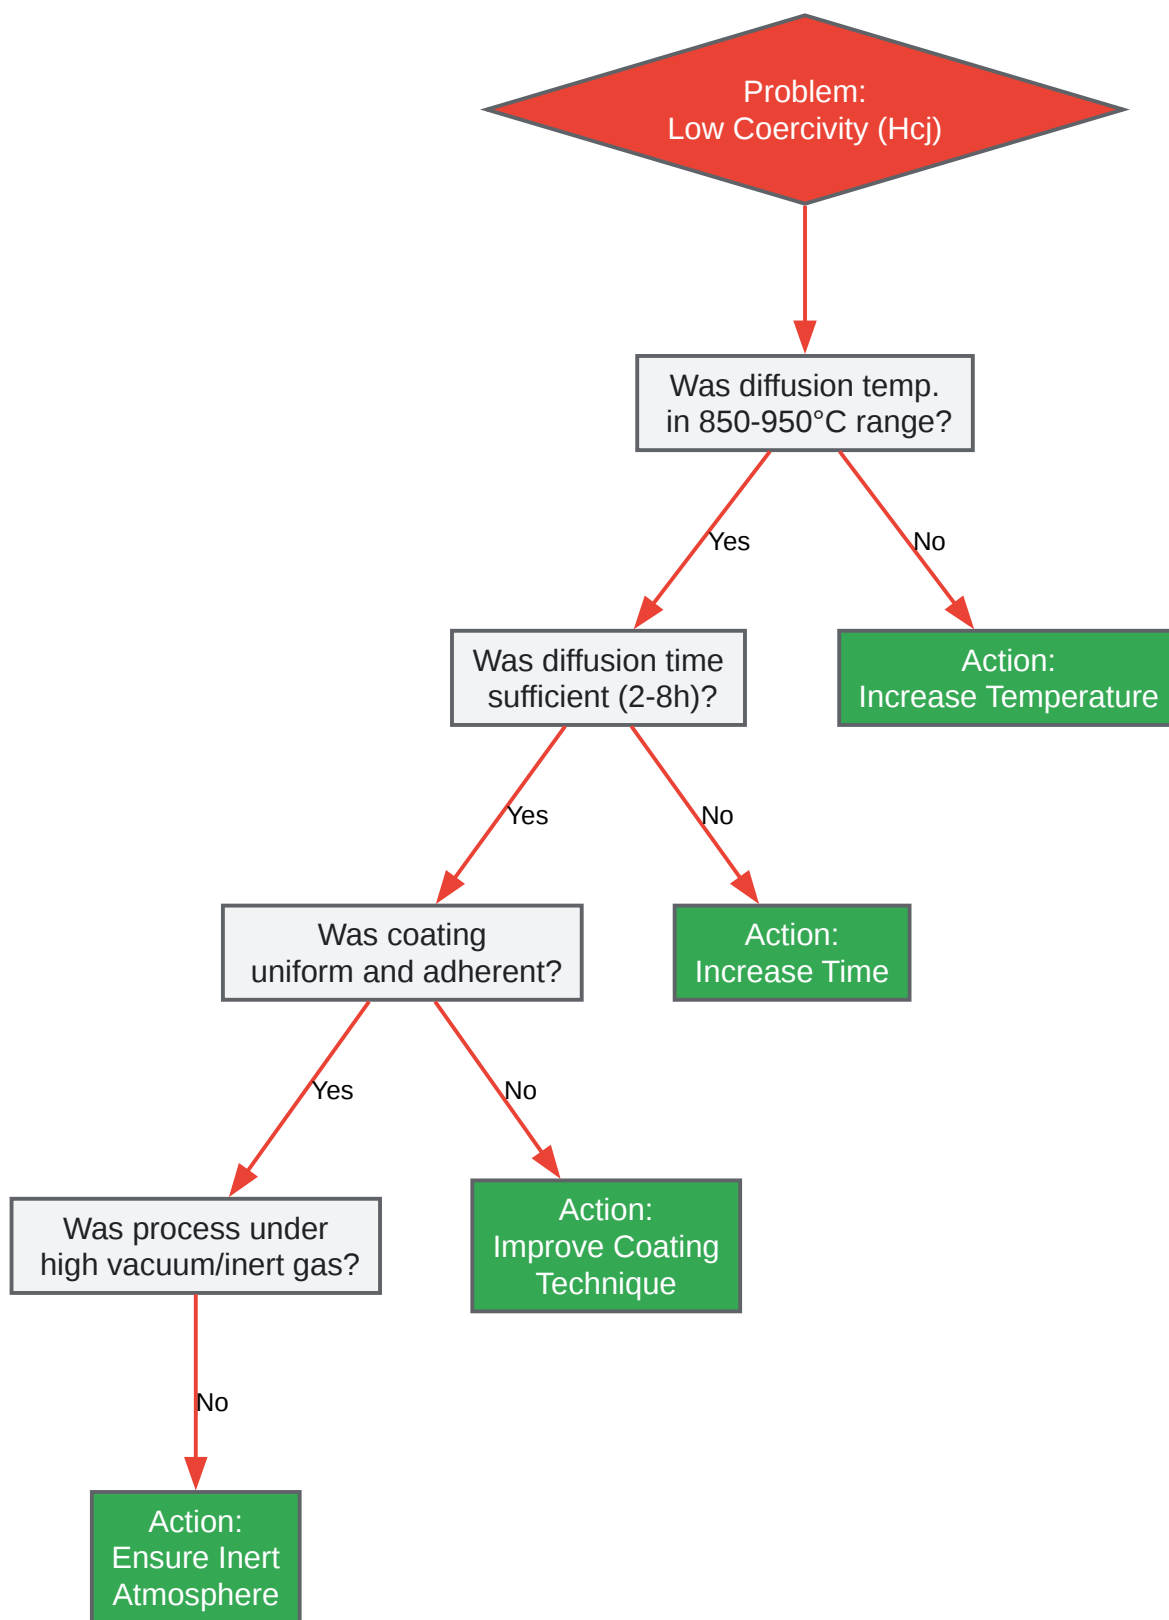 Problem:
Low Coercivity (Hcj)
Was diffusion temp.
in 850-950°C range?
Yes
No
Was diffusion time
sufficient (2-8h)?
Action:
Increase Temperature
Yes
No
Was coating
uniform and adherent?
Action:
Increase Time
Yes
No
Was process under
high vacuum/inert gas?
Action:
Improve Coating
Technique
No
Action:
Ensure Inert
Atmosphere